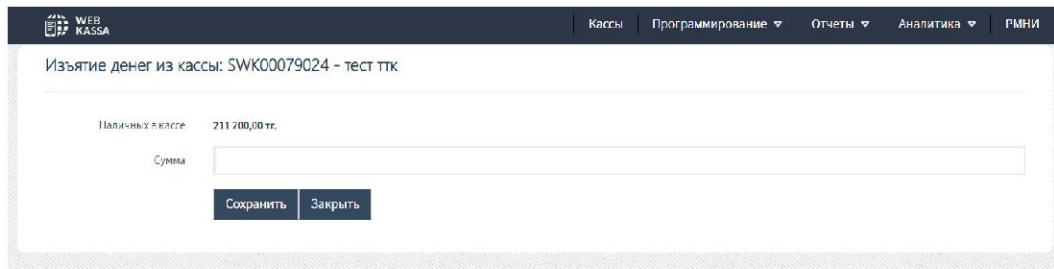 WEB KASSA Кассы Программирование Отчеты Аналитика РМНИ
Изъятие денег из кассы: SWK00079024 - тест ттк
Наличных в кассе 211 200,00 тг.
Сумма
Сохранить Закрыть